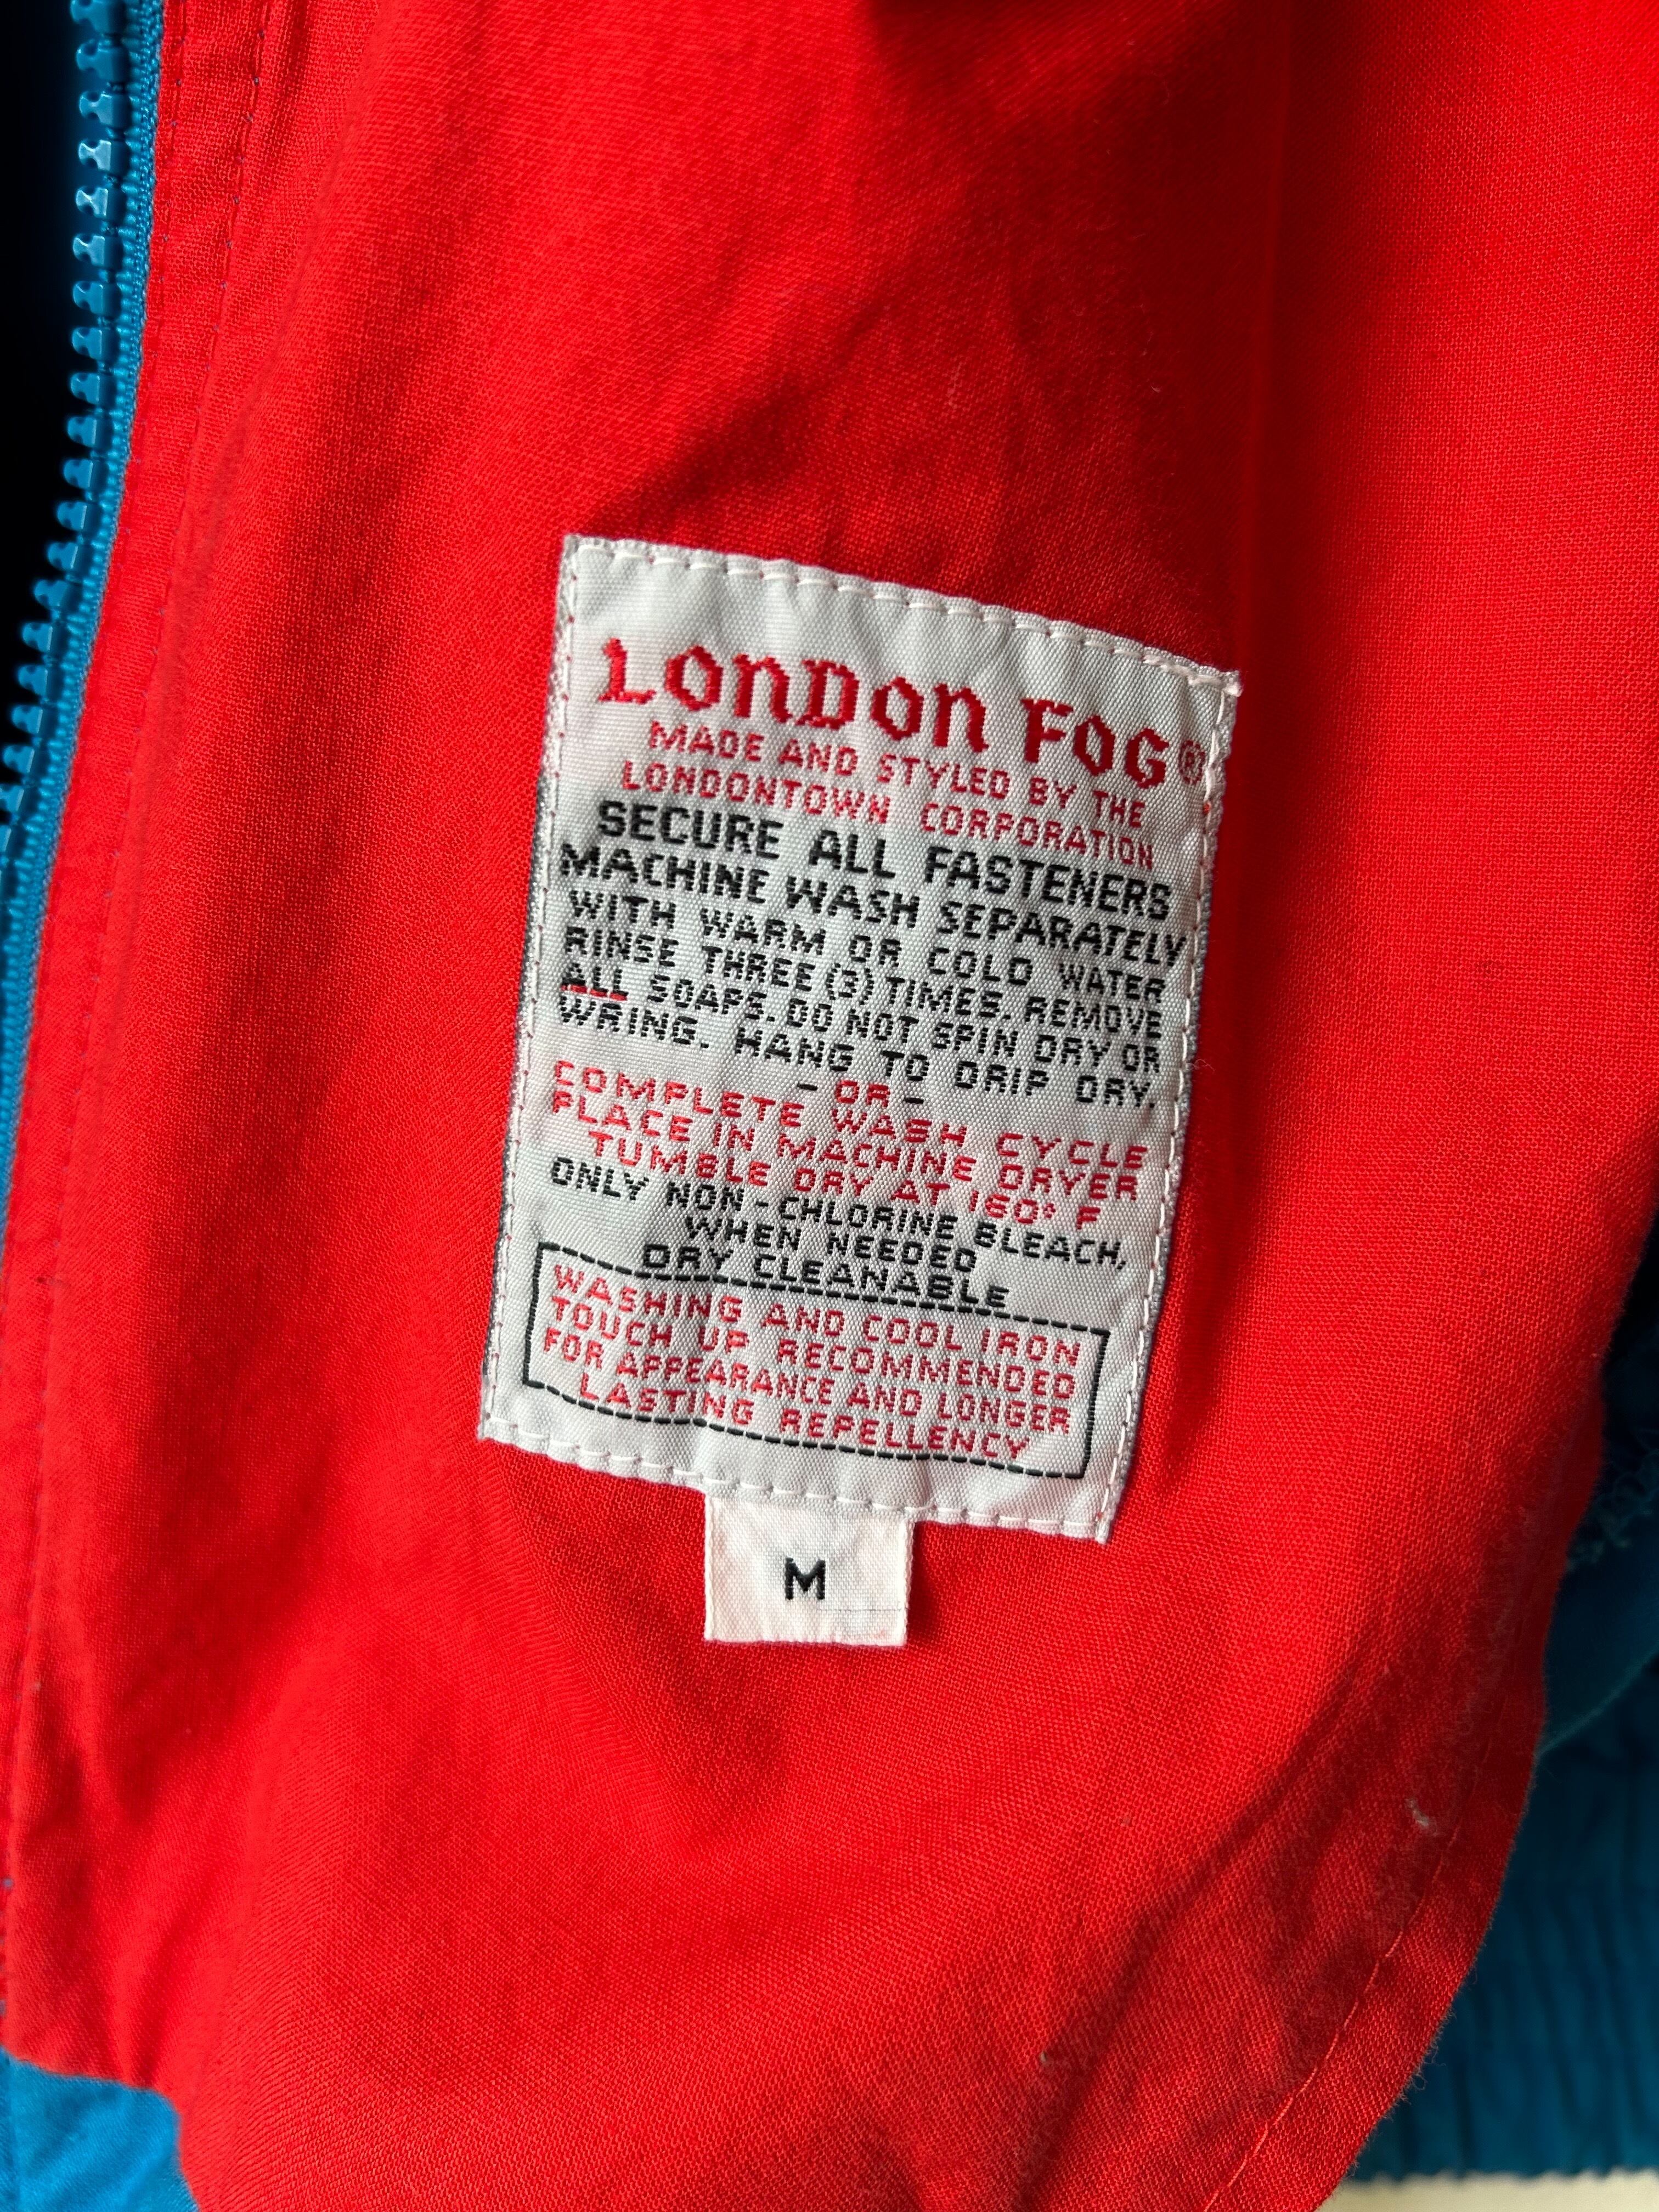 LONDON FOG®
MADE AND STYLED BY THE
LONDONTOWN CORPORATION
SECURE ALL FASTENERS
MACHINE WASH SEPARATELY
WITH WARM OR COLD WATER
RINSE THREE (3) TIMES. REMOVE
ALL SOAPS. DO NOT SPIN DRY OR
WRING. HANG TO DRIP DRY.
- OR -
COMPLETE WASH CYCLE
PLACE IN MACHINE DRYER
TUMBLE DRY AT 160° F
ONLY NON-CHLORINE BLEACH,
WHEN NEEDED
DRY CLEANABLE
WASHING AND COOL IRON
TOUCH UP RECOMMENDED
FOR APPEARANCE AND LONGER
LASTING REPELLENCY
M